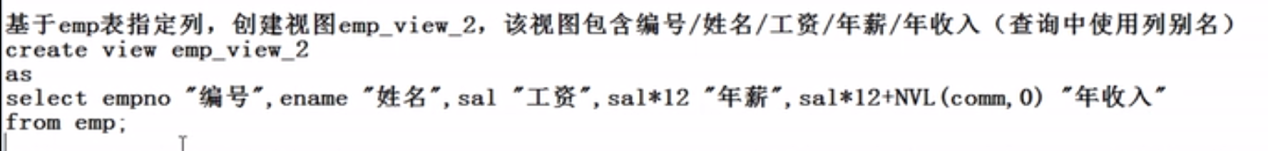 基于emp表指定列，创建视图emp_view_2，该视图包含编号/姓名/工资/年薪/年收入（查询中使用列别名）
create view emp_view_2
as
select empno "编号",ename "姓名",sal "工资",sal*12 "年薪",sal*12+NVL(comm,0) "年收入"
from emp;